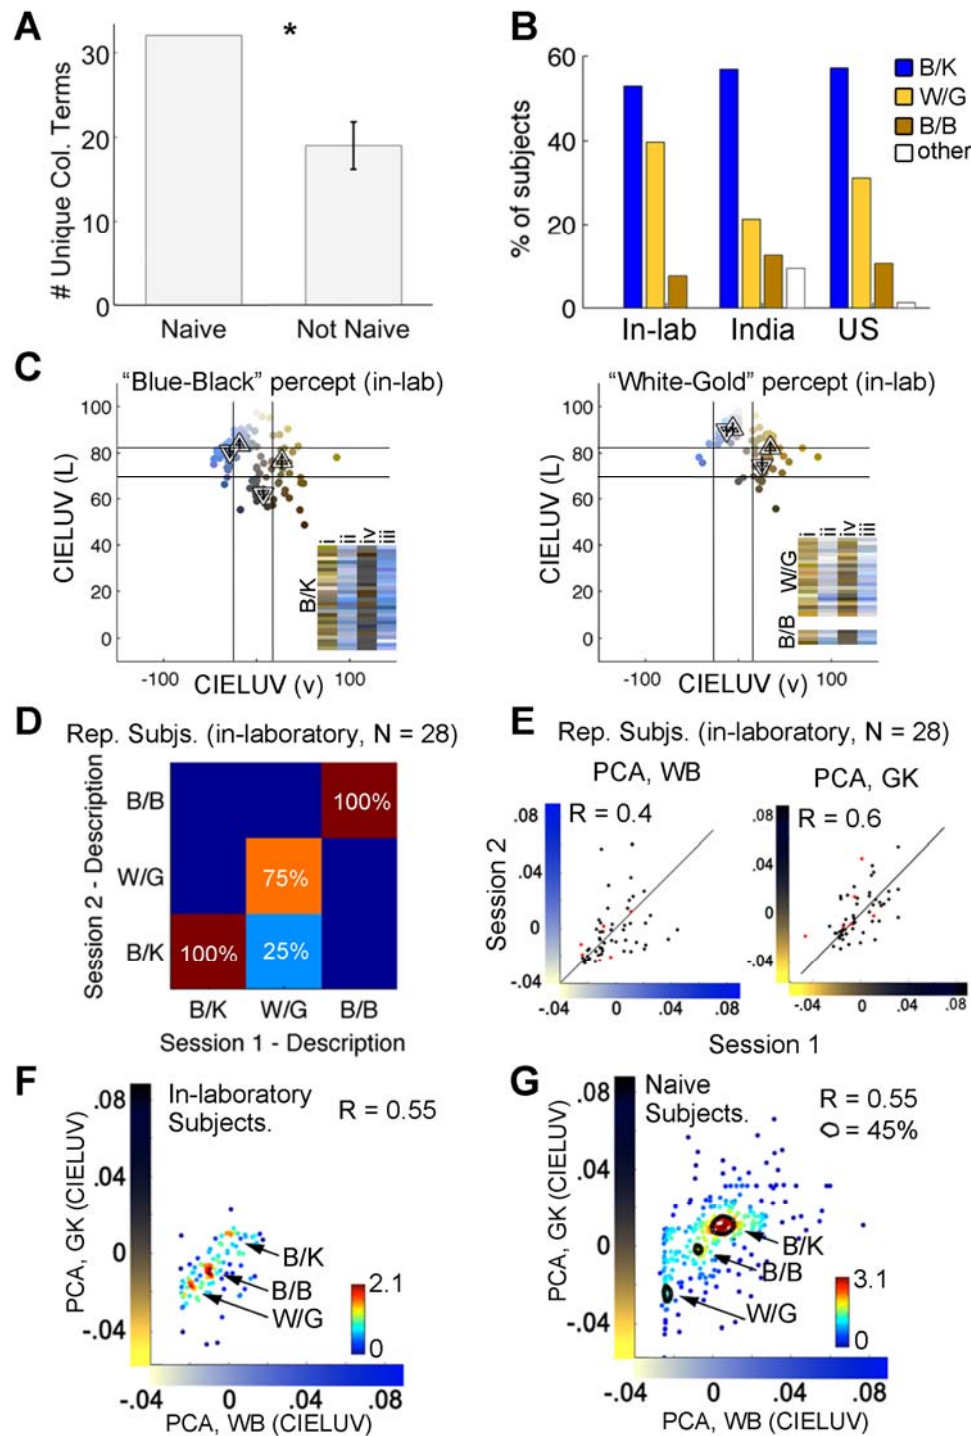 A
# Unique Col. Terms
30
20
10
0
*
Naive
Not Naive
B
% of subjects
60
40
20
0
B/K
W/G
B/B
other
In-lab
India
US
C
“Blue-Black” percept (in-lab)
CIELUV (L)
100
80
60
40
20
0
-100
CIELUV (v)
100
B/K
i
ii
iv
iii
“White-Gold” percept (in-lab)
CIELUV (L)
100
80
60
40
20
0
-100
CIELUV (v)
100
W/G
B/B
i
ii
iv
iii
D
Rep. Subjs. (in-laboratory, N = 28)
Session 2 - Description
B/B
W/G
B/K
100%
75%
100%
25%
B/K
W/G
B/B
Session 1 - Description
E
Rep. Subjs. (in-laboratory, N = 28)
PCA, WB
R = 0.4
Session 2
.08
.04
0
-.04
-.04
0
.04
.08
PCA, GK
R = 0.6
.08
.04
0
-.04
-.04
0
.04
.08
Session 1
F
In-laboratory
Subjects.
R = 0.55
PCA, GK (CIELUV)
.08
.04
0
-.04
B/K
B/B
W/G
2.1
0
-.04
0
.04
.08
PCA, WB (CIELUV)
G
Naive
Subjects.
R = 0.55
= 45%
PCA, GK (CIELUV)
.08
.04
0
-.04
B/K
B/B
W/G
3.1
0
-.04
0
.04
.08
PCA, WB (CIELUV)